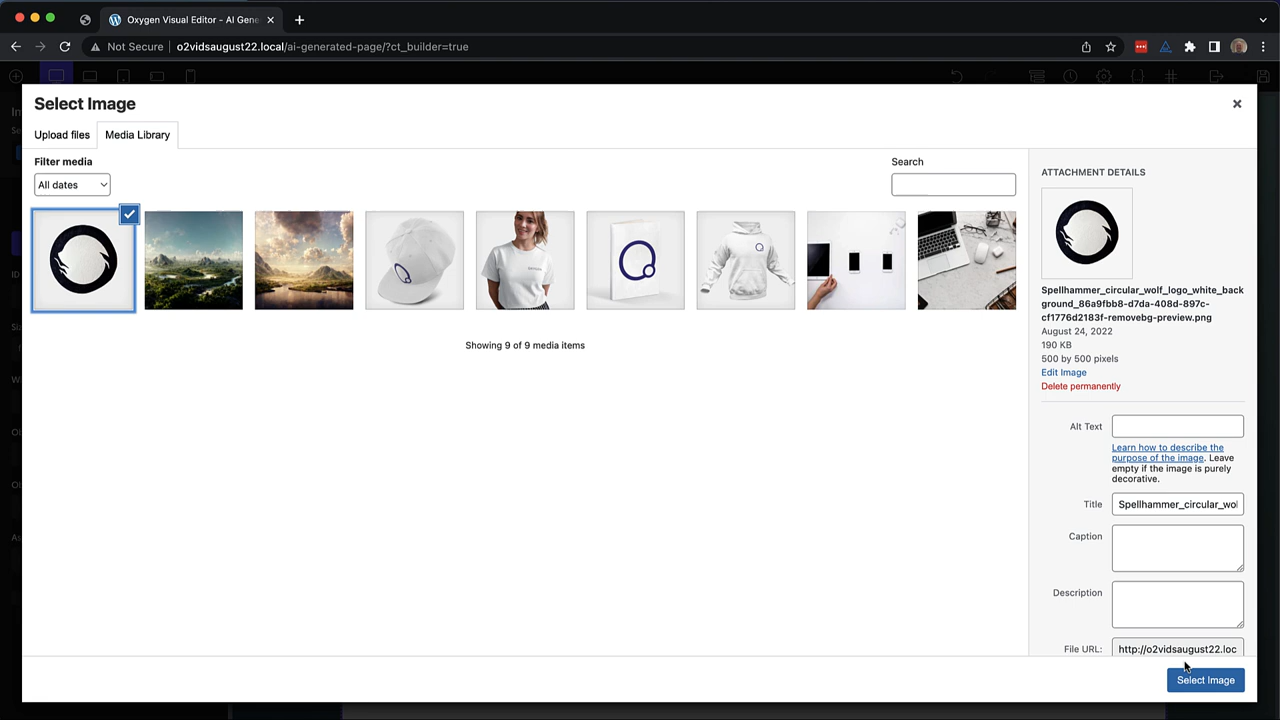 Oxygen Visual Editor - AI Gene
Not Secure
o2vidsaugust22.local/ai-generated-page/?ct_builder=true
Select Image
Upload files
Media Library
Filter media
All dates
Search
Showing 9 of 9 media items
ATTACHMENT DETAILS
Spellhammer_circular_wolf_logo_white_back
ground_86a9fbb8-d7da-408d-897c-
cf1776d2183f-removebg-preview.png
August 24, 2022
190 KB
500 by 500 pixels
Edit Image
Delete permanently
Alt Text
Learn how to describe the
purpose of the image. Leave
empty if the image is purely
decorative.
Title
Spellhammer_circular_wol
Caption
Description
File URL:
http://o2vidsaugust22.loc
Select Image